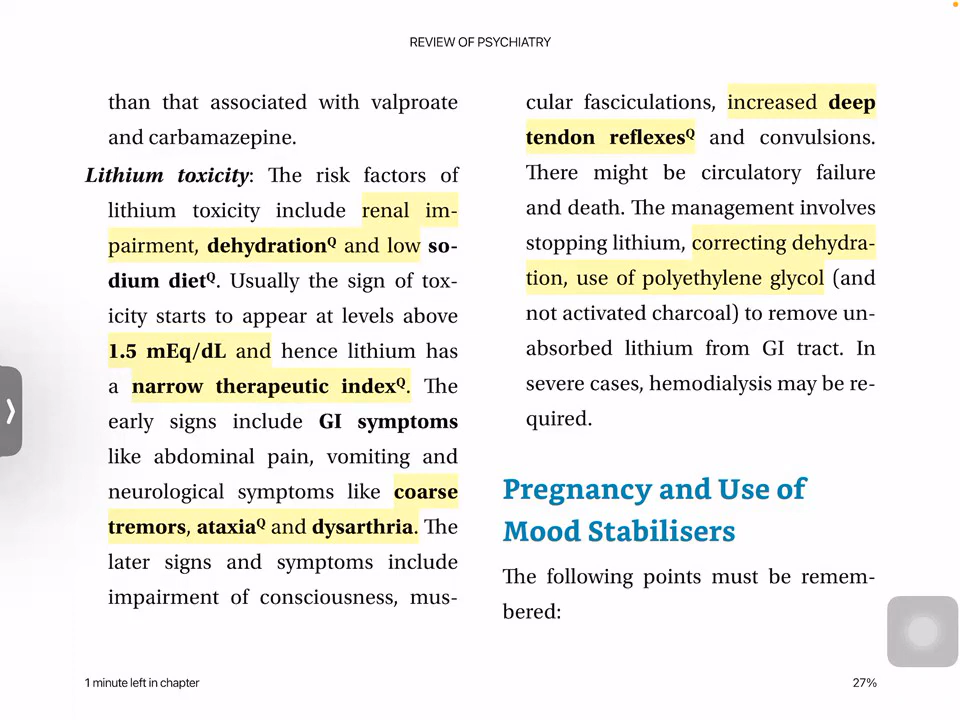 REVIEW OF PSYCHIATRY
than that associated with valproate
and carbamazepine.
Lithium toxicity: The risk factors of
lithium toxicity include renal im-
pairment, dehydrationQ and low so-
dium dietQ. Usually the sign of tox-
icity starts to appear at levels above
1.5 mEq/dL and hence lithium has
a narrow therapeutic indexQ. The
early signs include GI symptoms
like abdominal pain, vomiting and
neurological symptoms like coarse
tremors, ataxiaQ and dysarthria. The
later signs and symptoms include
impairment of consciousness, mus-
cular fasciculations, increased deep
tendon reflexesQ and convulsions.
There might be circulatory failure
and death. The management involves
stopping lithium, correcting dehydra-
tion, use of polyethylene glycol (and
not activated charcoal) to remove un-
absorbed lithium from GI tract. In
severe cases, hemodialysis may be re-
quired.
Pregnancy and Use of
Mood Stabilisers
The following points must be remem-
bered:
1 minute left in chapter
27%